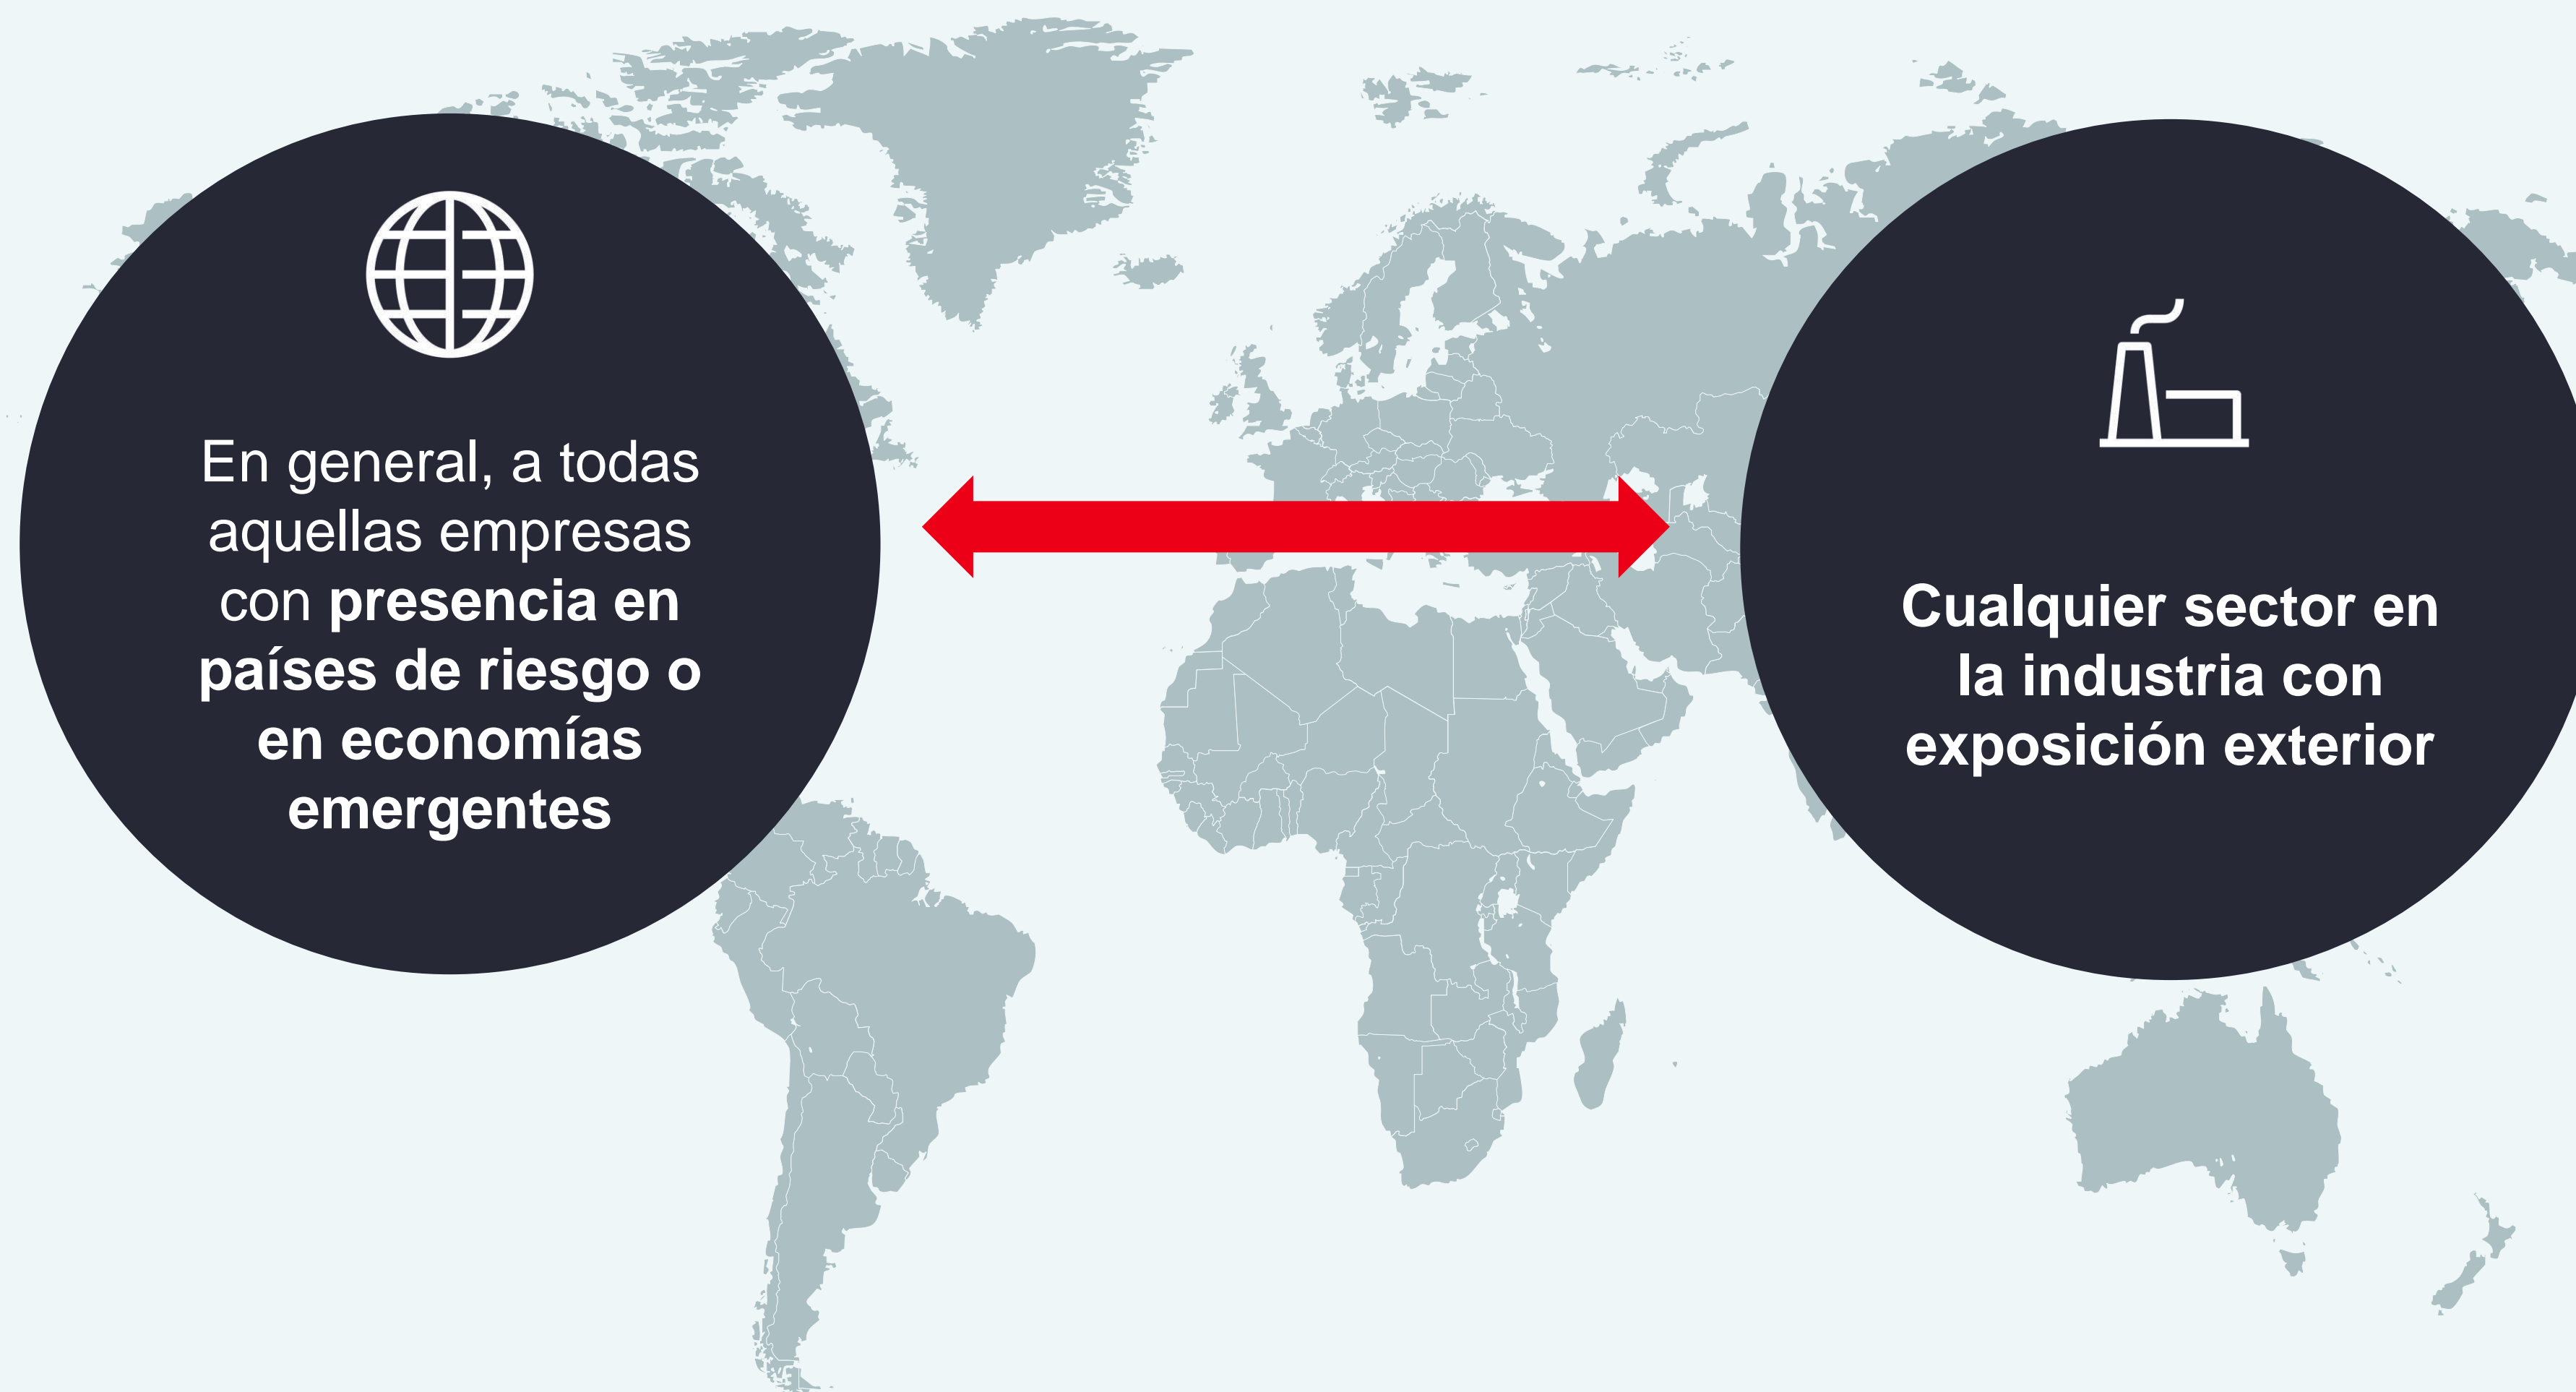 En general, a todas
aquellas empresas
con presencia en
países de riesgo o
en economías
emergentes
Cualquier sector en
la industria con
exposición exterior